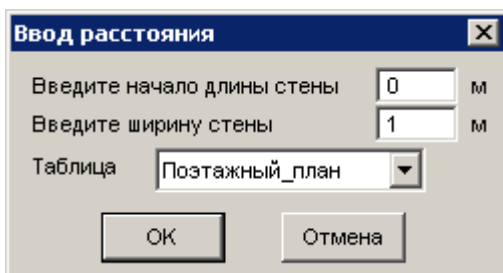 Ввод расстояния
Введите начало длины стены 0 м
Введите ширину стены 1 м
Таблица Поэтажный_план
OK Отмена